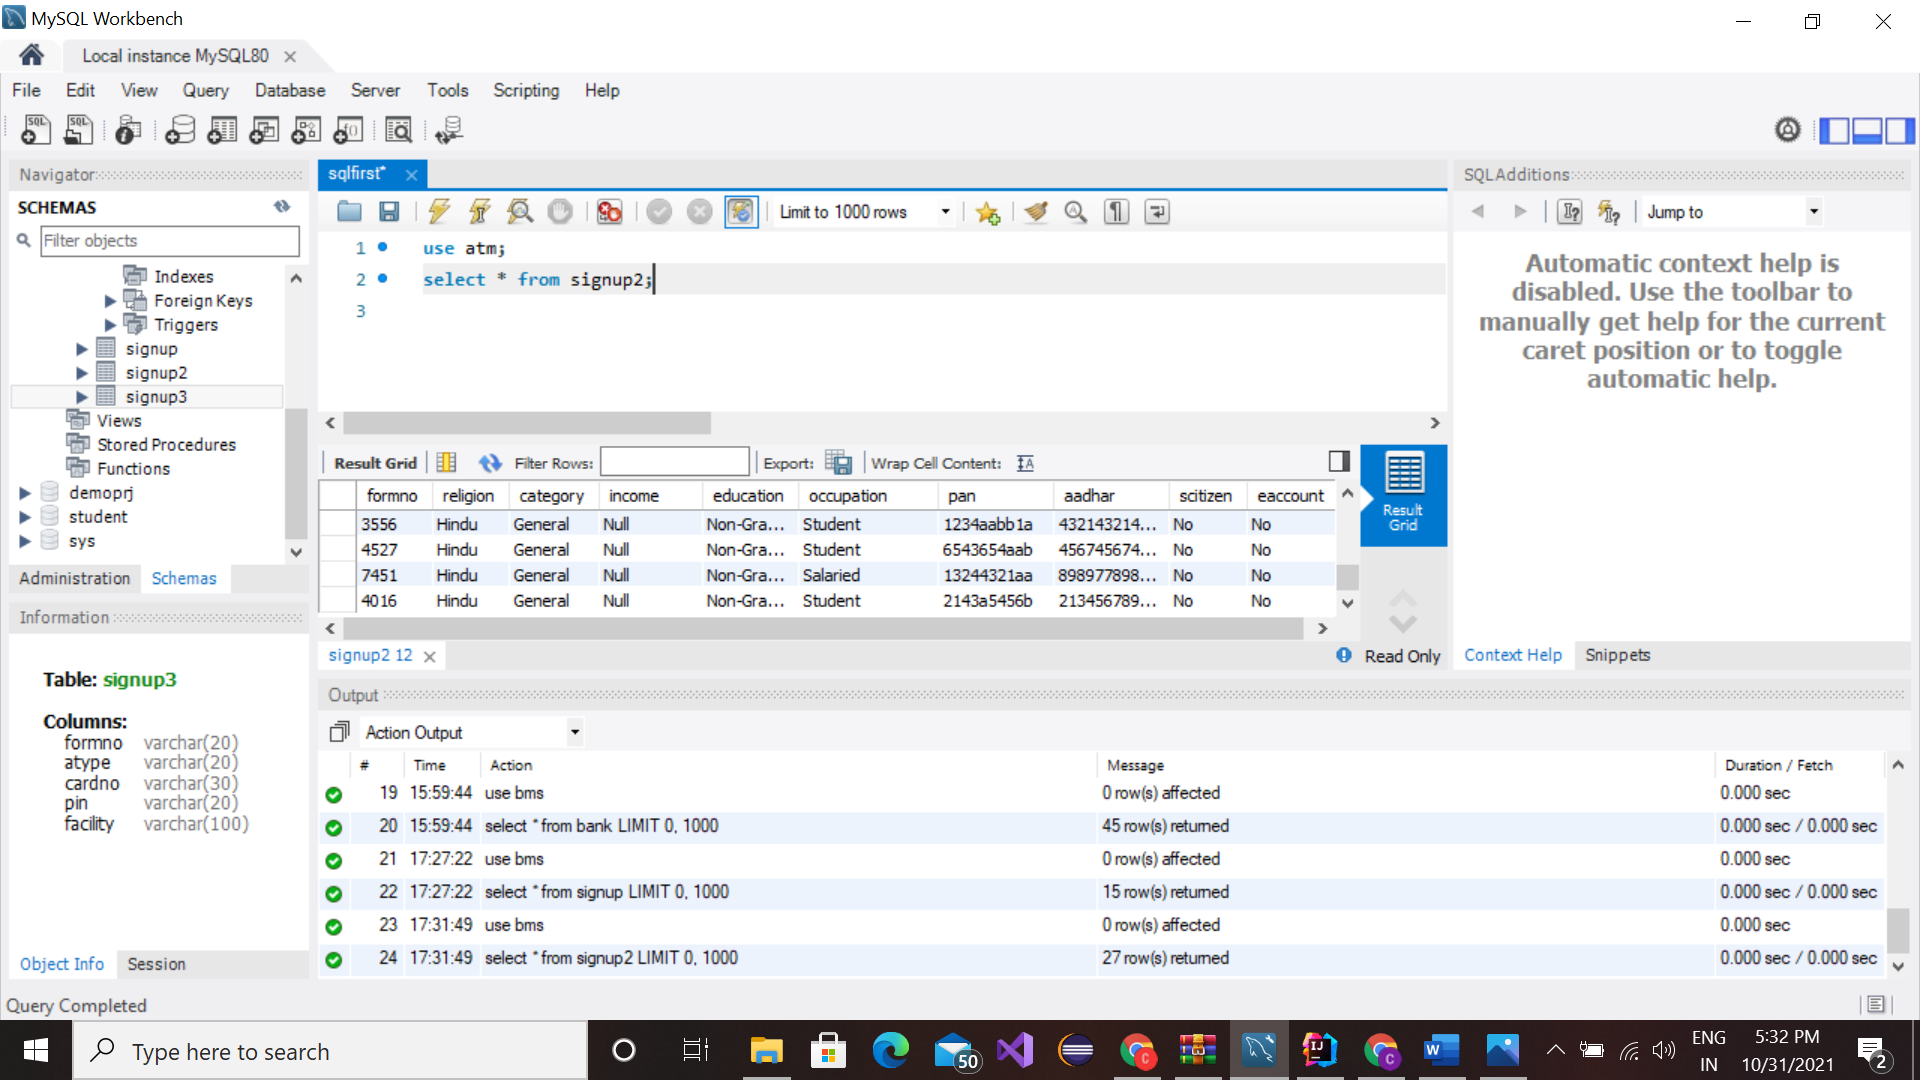 MySQL Workbench
Local instance MySQL80
File Edit View Query Database Server Tools Scripting Help
Navigator
SCHEMAS
Filter objects
Indexes
Foreign Keys
Triggers
signup
signup2
signup3
Views
Stored Procedures
Functions
demoprj
student
sys
Administration Schemas
Information
Table: signup3
Columns:
formno varchar(20)
atype varchar(20)
cardno varchar(30)
pin varchar(20)
facility varchar(100)
Object Info Session
sqlfirst*
Limit to 1000 rows
1 use atm;
2 select * from signup2;
3
Result Grid Filter Rows: Export: Wrap Cell Content:
formno religion category income education occupation pan aadhar scitizen eaccount
3556 Hindu General Null Non-Gra... Student 1234aabb1a 432143214... No No
4527 Hindu General Null Non-Gra... Student 6543654aab 456745674... No No
7451 Hindu General Null Non-Gra... Salaried 13244321aa 898977898... No No
4016 Hindu General Null Non-Gra... Student 2143a5456b 213456789... No No
Result
Grid
signup2 12
Read Only
SQLAdditions
Jump to
Automatic context help is
disabled. Use the toolbar to
manually get help for the current
caret position or to toggle
automatic help.
Context Help Snippets
Output
Action Output
# Time Action Message Duration / Fetch
19 15:59:44 use bms 0 row(s) affected 0.000 sec
20 15:59:44 select * from bank LIMIT 0, 1000 45 row(s) returned 0.000 sec / 0.000 sec
21 17:27:22 use bms 0 row(s) affected 0.000 sec
22 17:27:22 select * from signup LIMIT 0, 1000 15 row(s) returned 0.000 sec / 0.000 sec
23 17:31:49 use bms 0 row(s) affected 0.000 sec
24 17:31:49 select * from signup2 LIMIT 0, 1000 27 row(s) returned 0.000 sec / 0.000 sec
Query Completed
Type here to search
50
ENG
IN
5:32 PM
10/31/2021
2